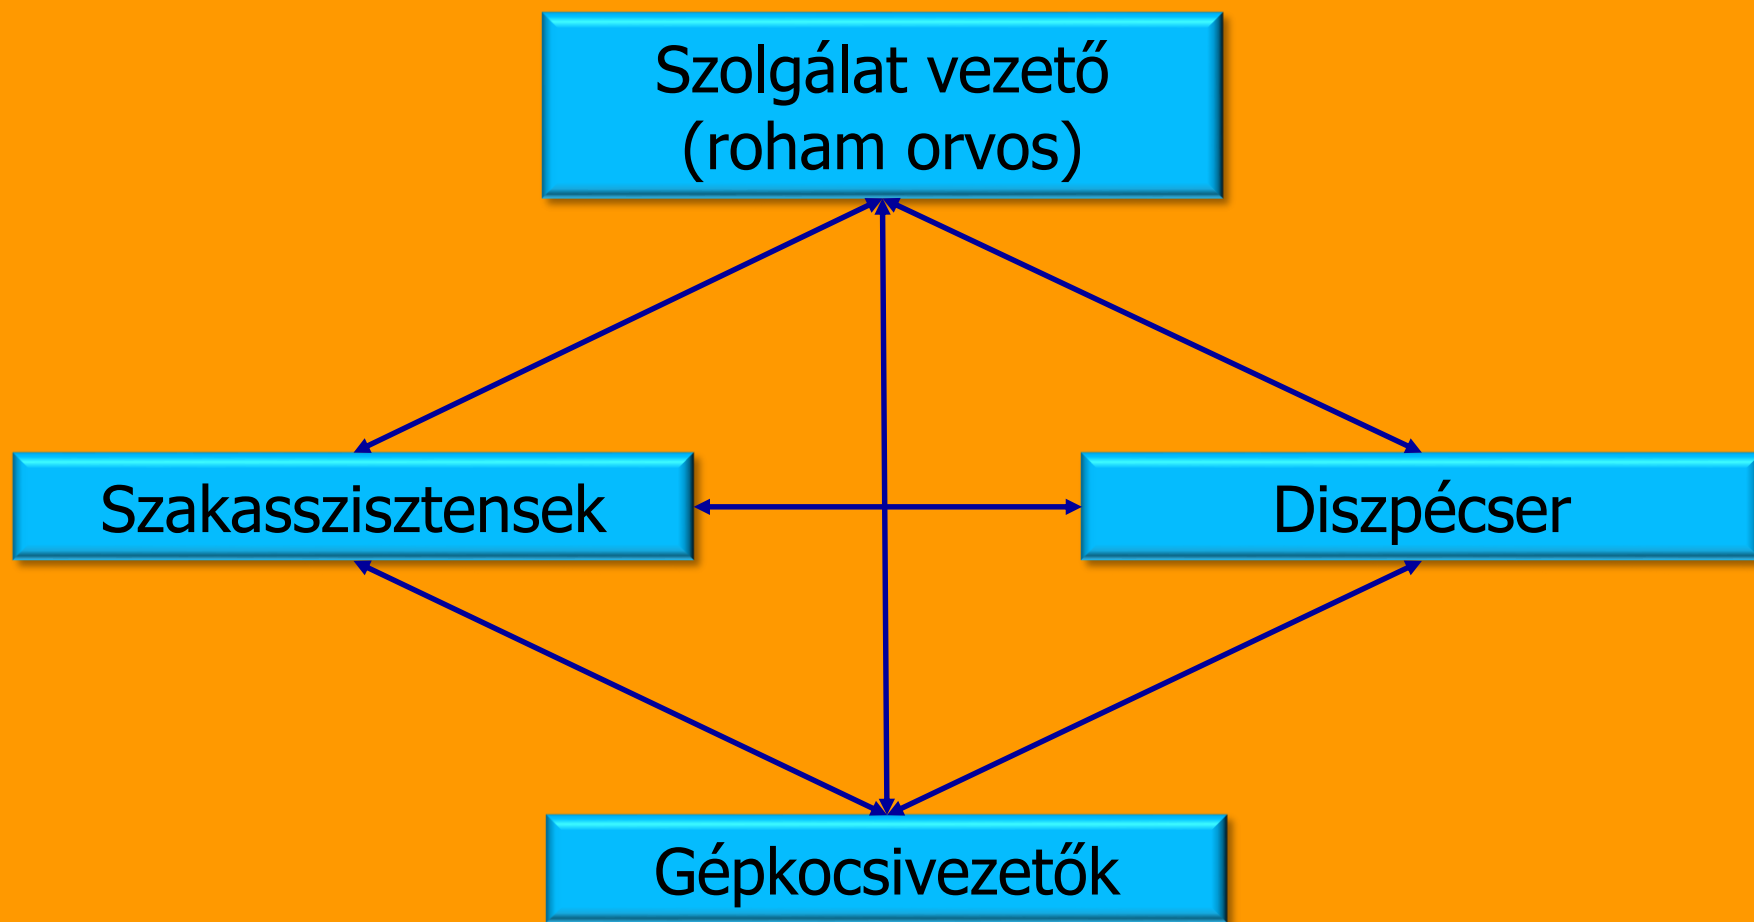 Szolgálat vezető
(roham orvos)
Szakasszisztensek
Diszpécser
Gépkocsivezetők